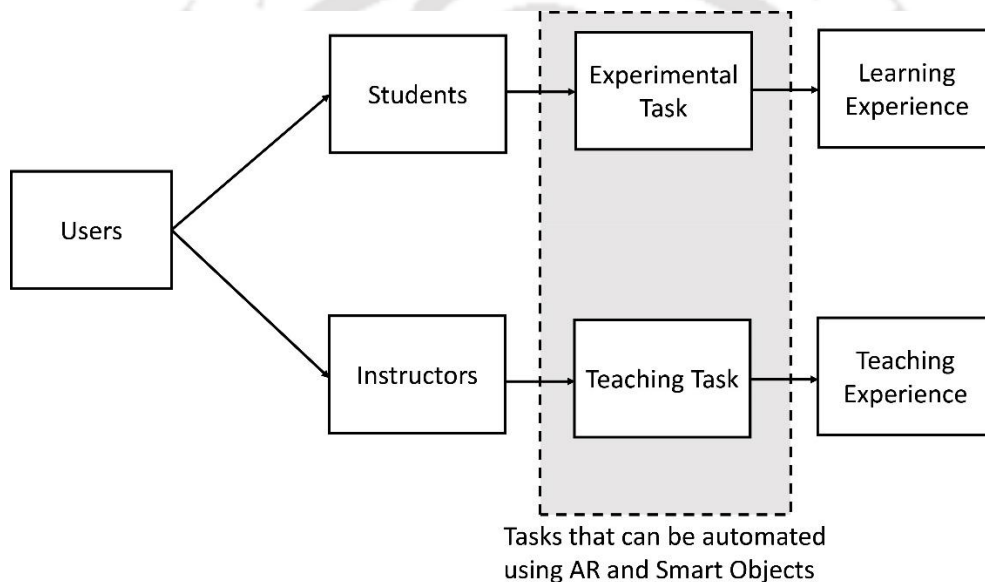 Students
Experimental
Task
Learning
Experience
Users
Instructors
Teaching Task
Teaching
Experience
Tasks that can be automated
using AR and Smart Objects